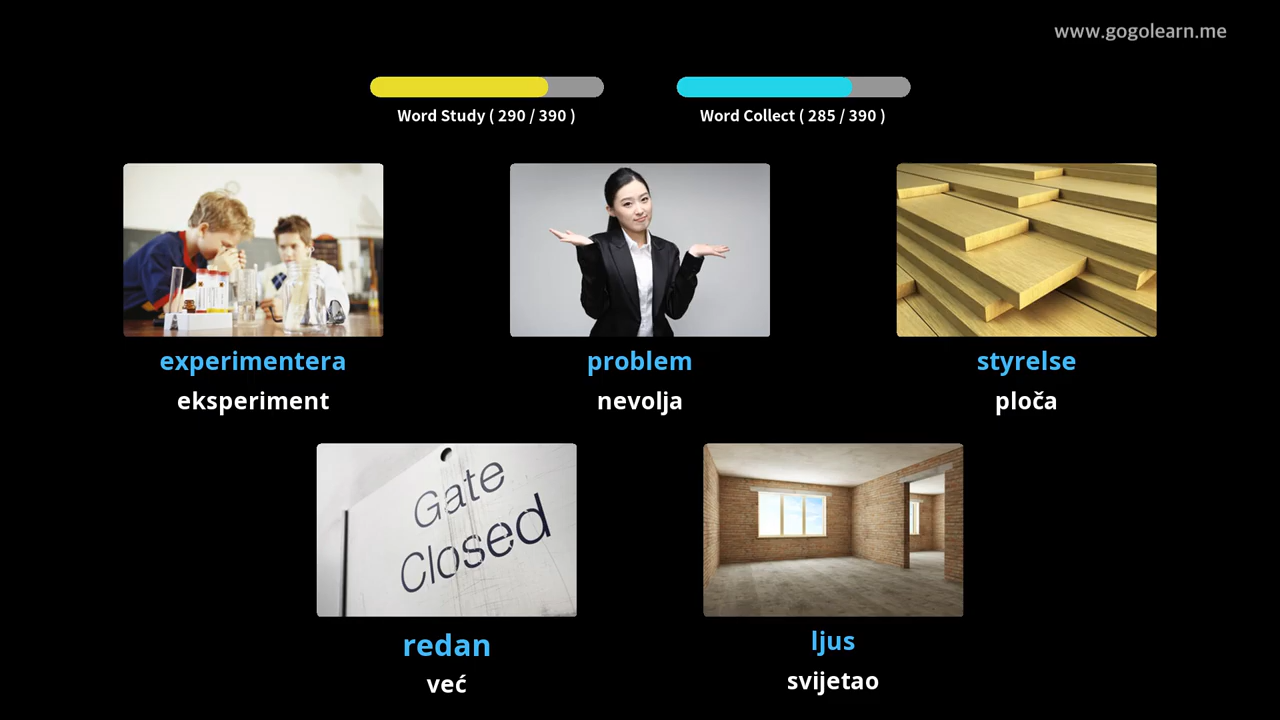 www.gogolearn.me
Word Study ( 290 / 390 )
Word Collect ( 285 / 390 )
experimentera
eksperiment
problem
nevolja
styrelse
ploča
Gate
Closed
redan
već
ljus
svijetao